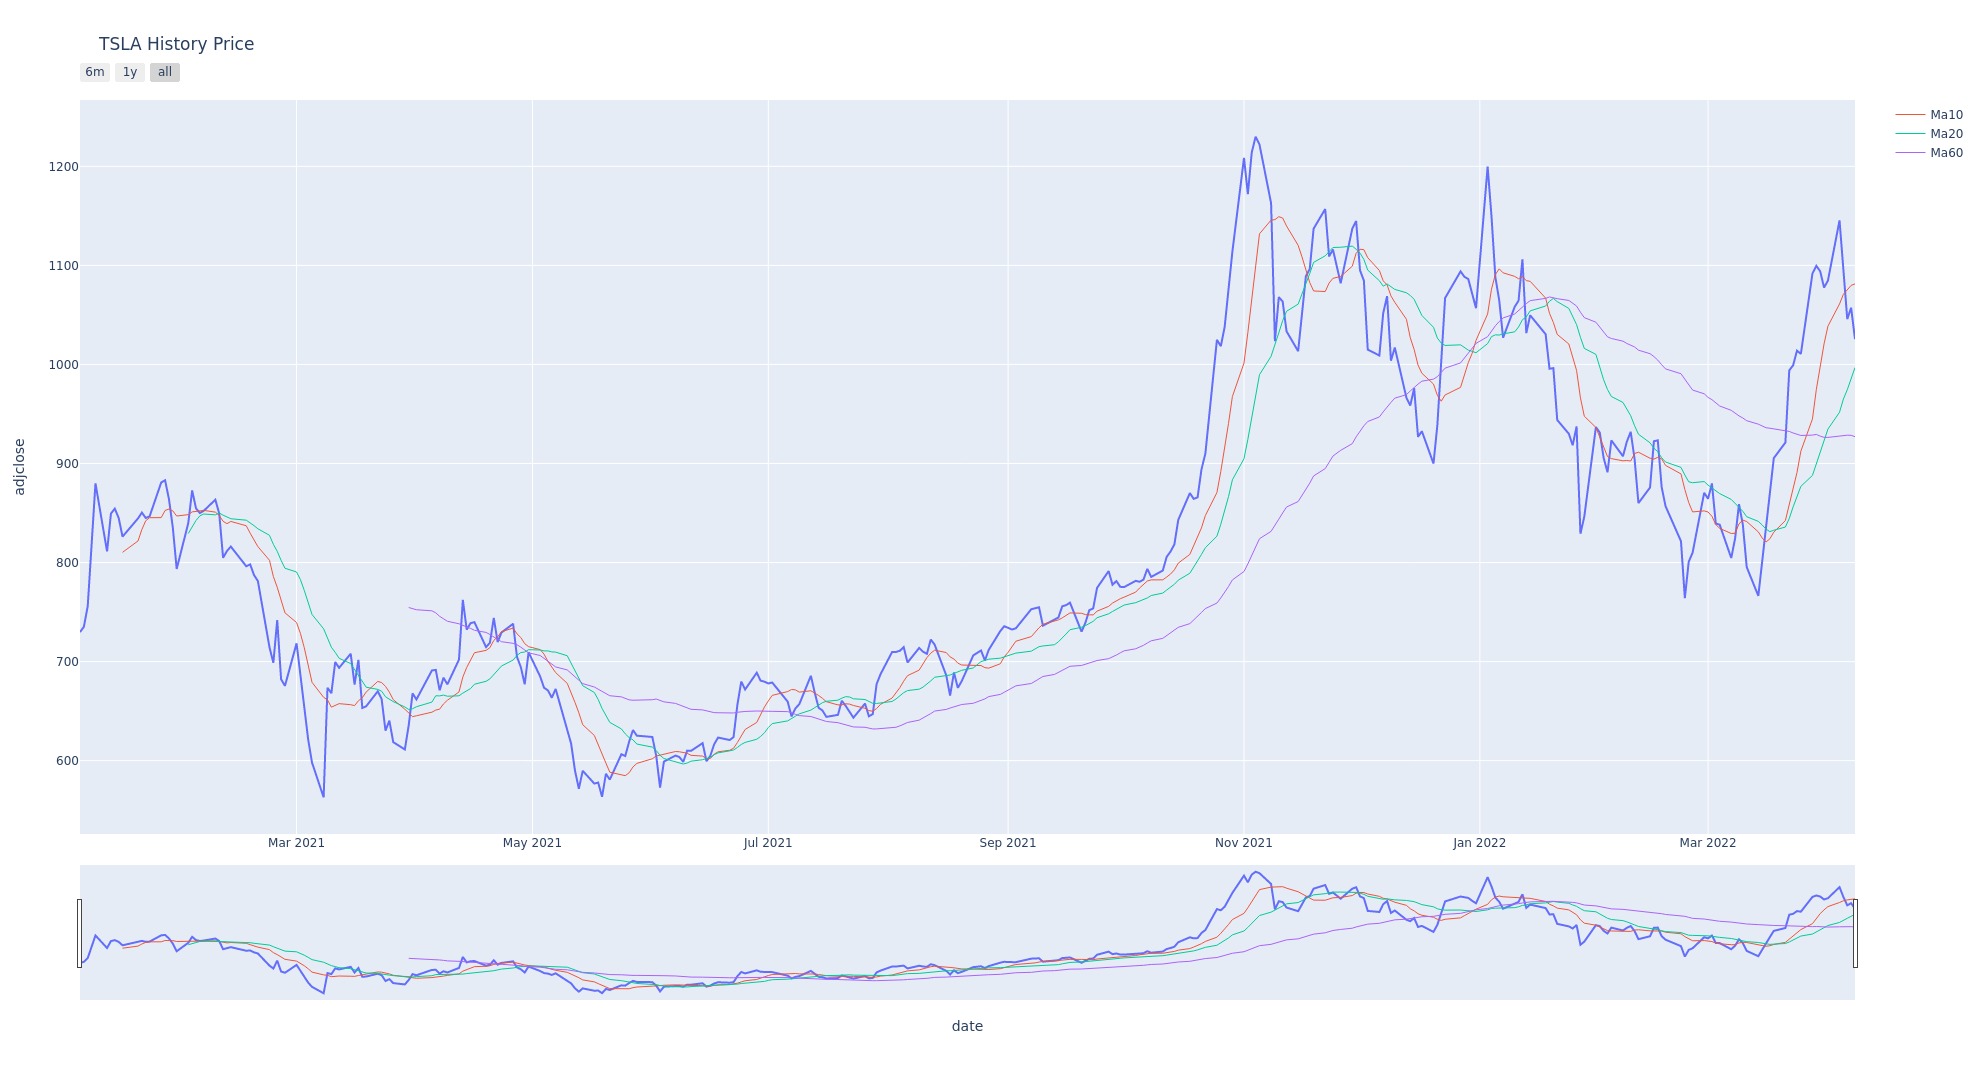 TSLA History Price
6m 1y all
Ma10
Ma20
Ma60
adjclose
1200
1100
1000
900
800
700
600
Mar 2021 May 2021 Jul 2021 Sep 2021 Nov 2021 Jan 2022 Mar 2022
date